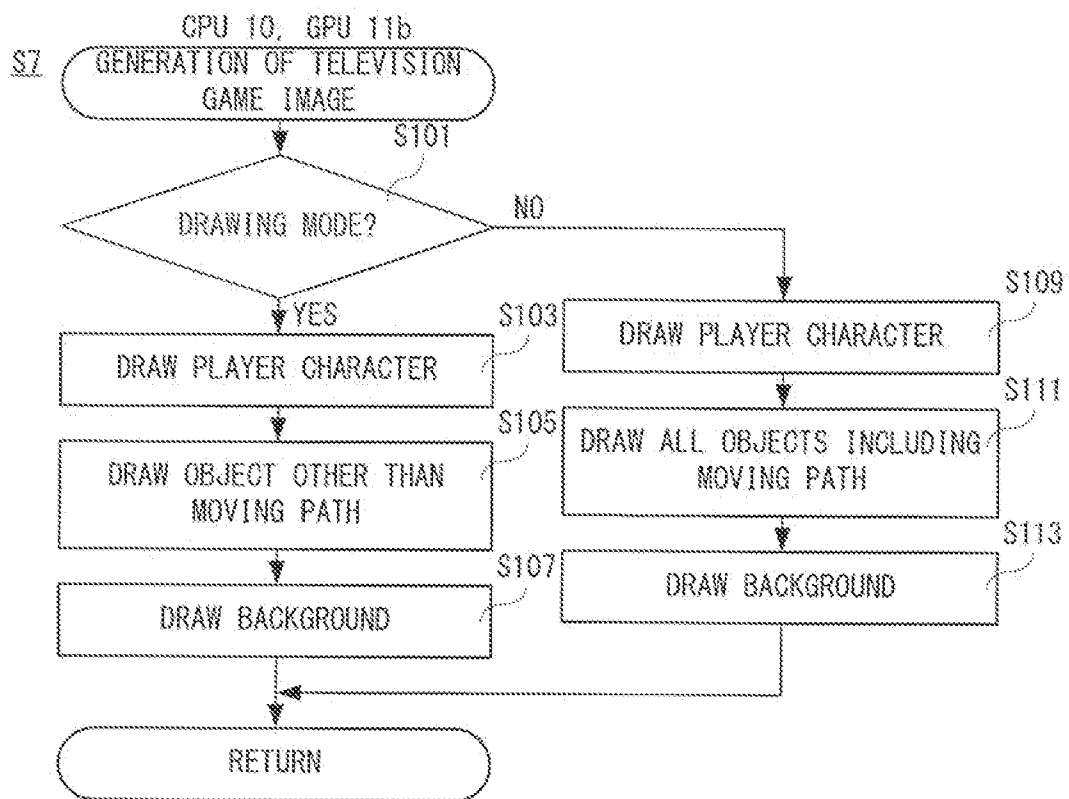 CPU 10, GPU 11b
S7
GENERATION OF TELEVISION
GAME IMAGE
S101
DRAWING MODE?
NO
YES
S103
DRAW PLAYER CHARACTER
S105
DRAW OBJECT OTHER THAN
MOVING PATH
S107
DRAW BACKGROUND
S109
DRAW PLAYER CHARACTER
S111
DRAW ALL OBJECTS INCLUDING
MOVING PATH
S113
DRAW BACKGROUND
RETURN